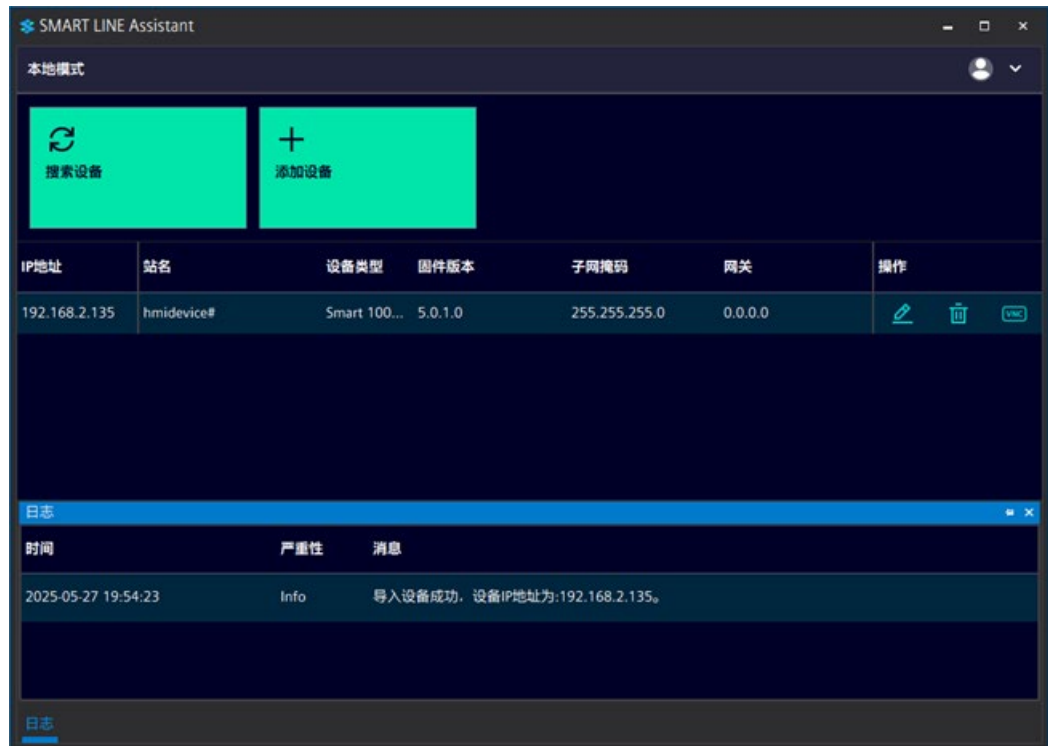 SMART LINE Assistant
本地模式
搜索设备
添加设备
IP地址 站名 设备类型 固件版本 子网掩码 网关 操作
192.168.2.135 hmidevice# Smart 100... 5.0.1.0 255.255.255.0 0.0.0.0 VNC
日志
时间 严重性 消息
2025-05-27 19:54:23 Info 导入设备成功，设备IP地址为:192.168.2.135。
日志